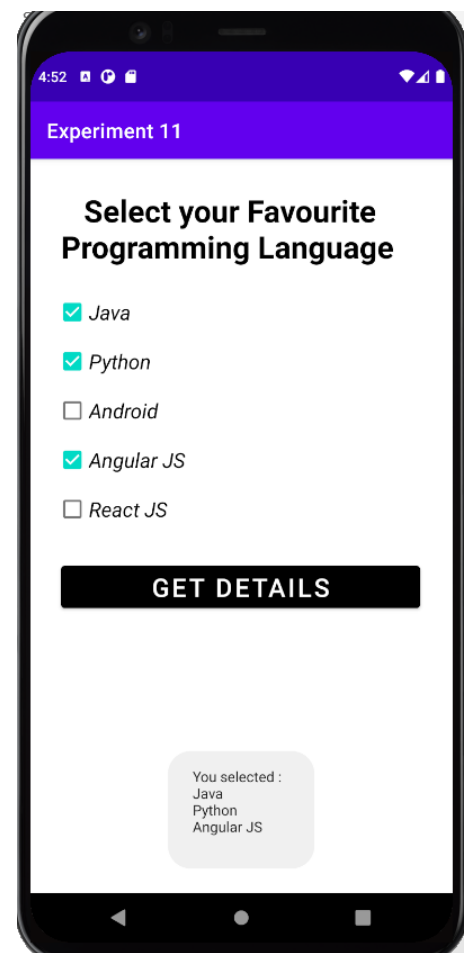 4:52
Experiment 11
Select your Favourite
Programming Language
Java
Python
Android
Angular JS
React JS
GET DETAILS
You selected :
Java
Python
Angular JS